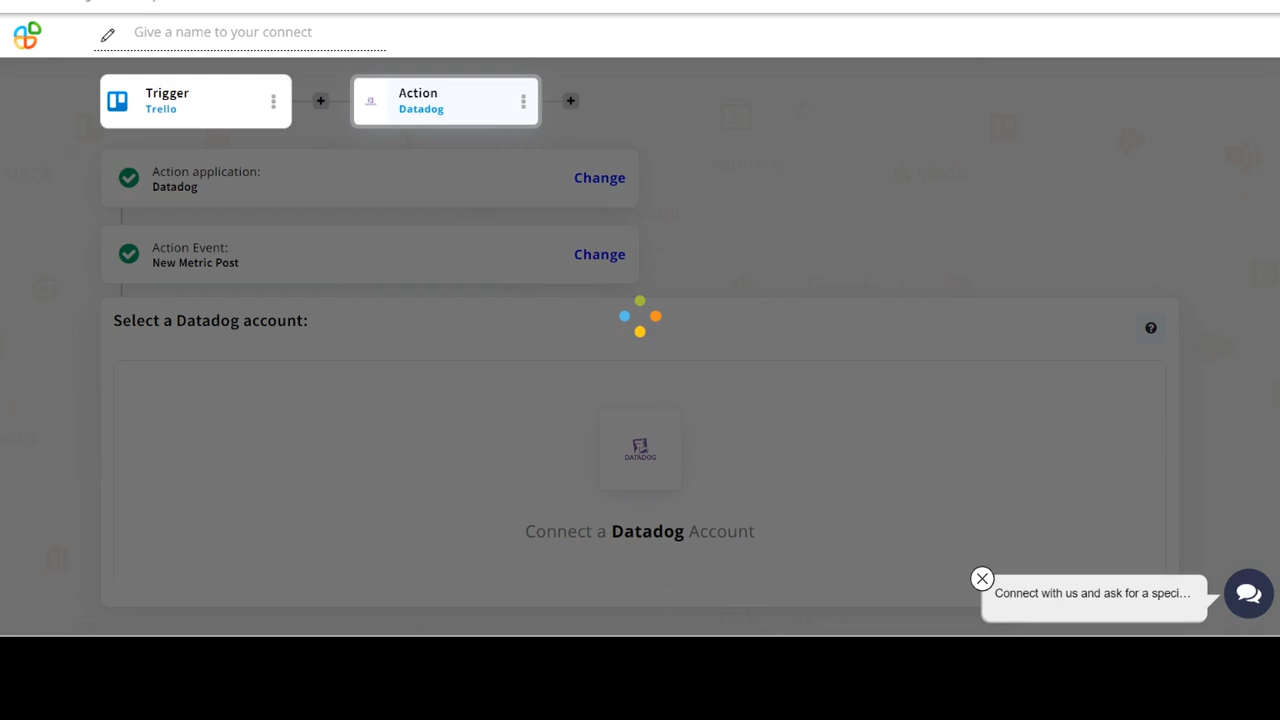 Give a name to your connect
Trigger
Trello
Action
Datadog
Action application:
Datadog
Change
Action Event:
New Metric Post
Change
Select a Datadog account:
DATADOG
Connect a Datadog Account
Connect with us and ask for a speci...
slack